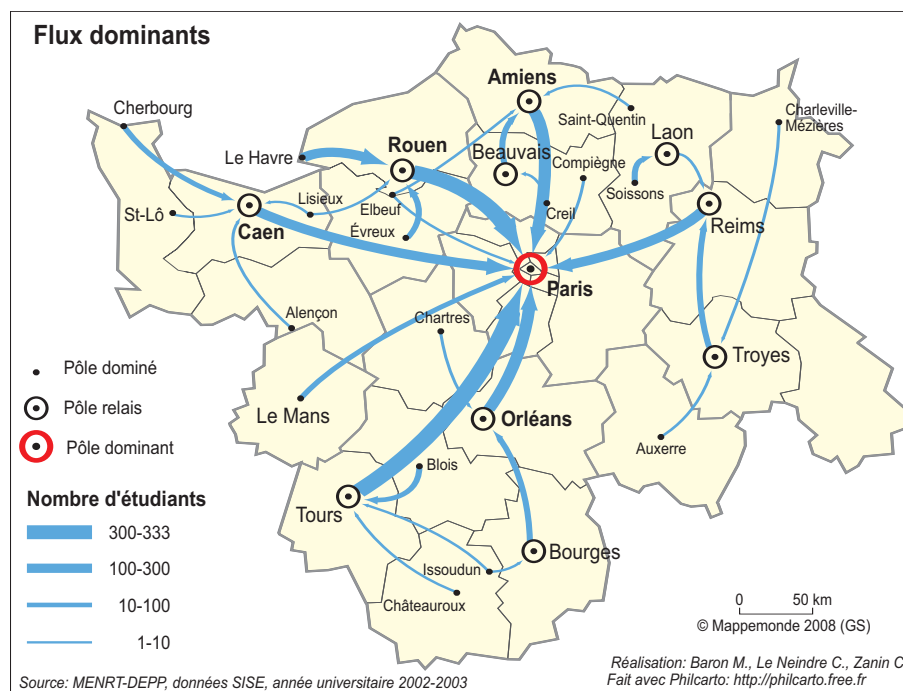 Flux dominants
Cherbourg
Le Havre
Rouen
Amiens
Beauvais
Saint-Quentin
Compiègne
Laon
Charleville-
Mézières
Soissons
St-Lô
Caen
Lisieux
Elbeuf
Évreux
Creil
Reims
Paris
Alençon
Chartres
Le Mans
Orléans
Troyes
Auxerre
Blois
Tours
Issoudun
Bourges
Châteauroux
Pôle dominé
Pôle relais
Pôle dominant
Nombre d'étudiants
300-333
100-300
10-100
1-10
0 50 km
© Mappemonde 2008 (GS)
Réalisation: Baron M., Le Neindre C., Zanin C
Source: MENRT-DEPP, données SISE, année universitaire 2002-2003
Fait avec Philcarto: http://philcarto.free.fr